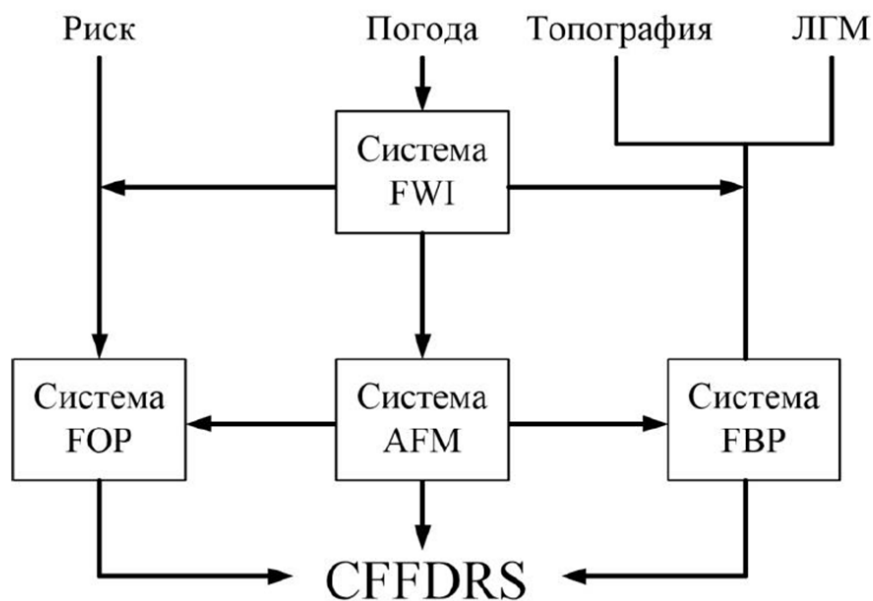 Риск
Погода
Топография
ЛГМ
Система
FWI
Система
FOP
Система
AFM
Система
FBP
CFFDRS